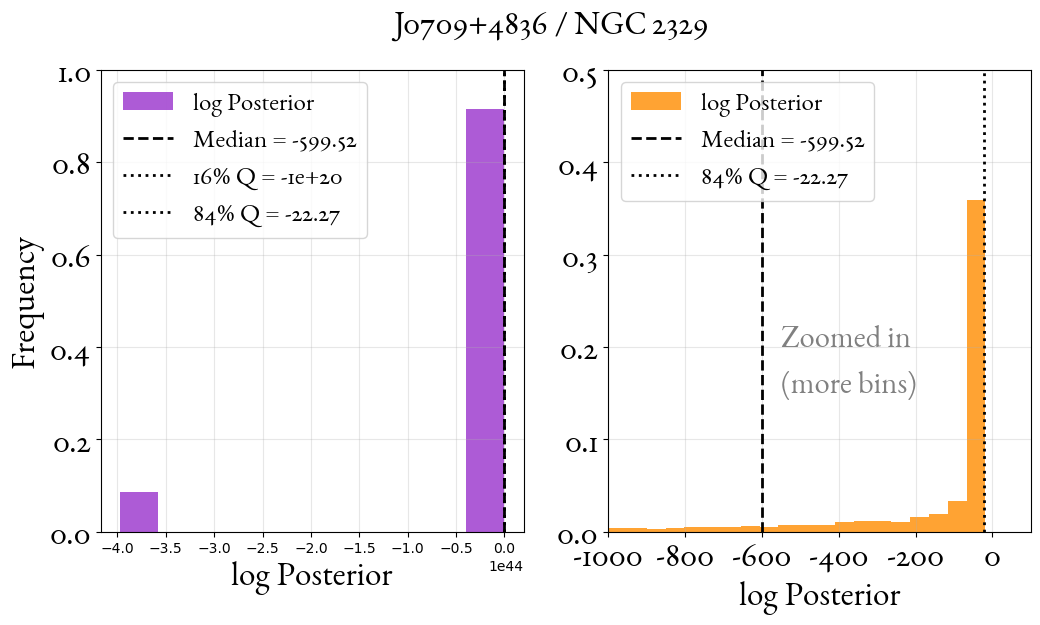 J0709+4836 / NGC 2329
1.0
0.8
0.6
0.4
0.2
0.0
Frequency
log Posterior
Median = -599.52
16% Q = -1e+20
84% Q = -22.27
−4.0 −3.5 −3.0 −2.5 −2.0 −1.5 −1.0 −0.5 0.0
1e44
log Posterior
0.5
0.4
0.3
0.2
0.1
0.0
log Posterior
Median = -599.52
84% Q = -22.27
Zoomed in
(more bins)
-1000 -800 -600 -400 -200 0
log Posterior